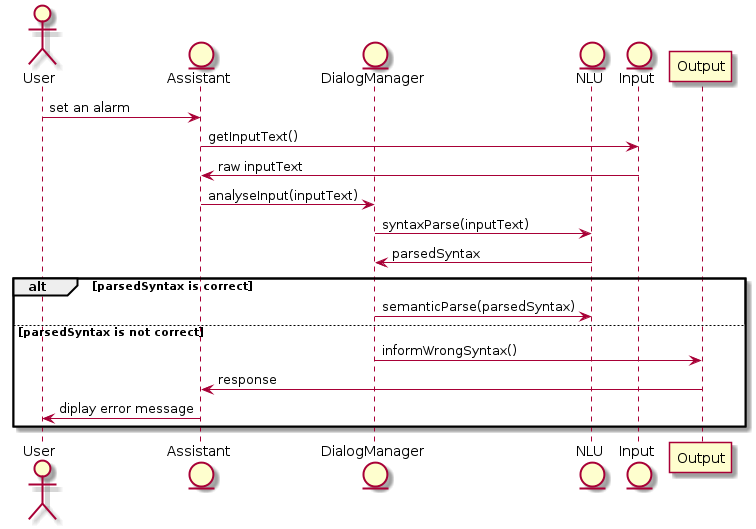 User
Assistant
DialogManager
NLU
Input
Output
set an alarm
getInputText()
raw inputText
analyseInput(inputText)
syntaxParse(inputText)
parsedSyntax
alt [parsedSyntax is correct]
semanticParse(parsedSyntax)
[parsedSyntax is not correct]
informWrongSyntax()
response
diplay error message
User
Assistant
DialogManager
NLU
Input
Output